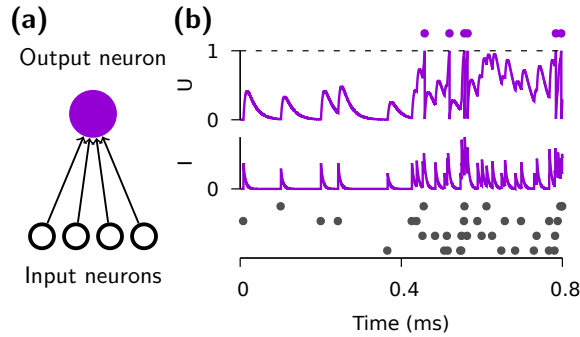 (a)
Output neuron
Input neurons
(b)
1
U
0
I
0
0
0.4
0.8
Time (ms)